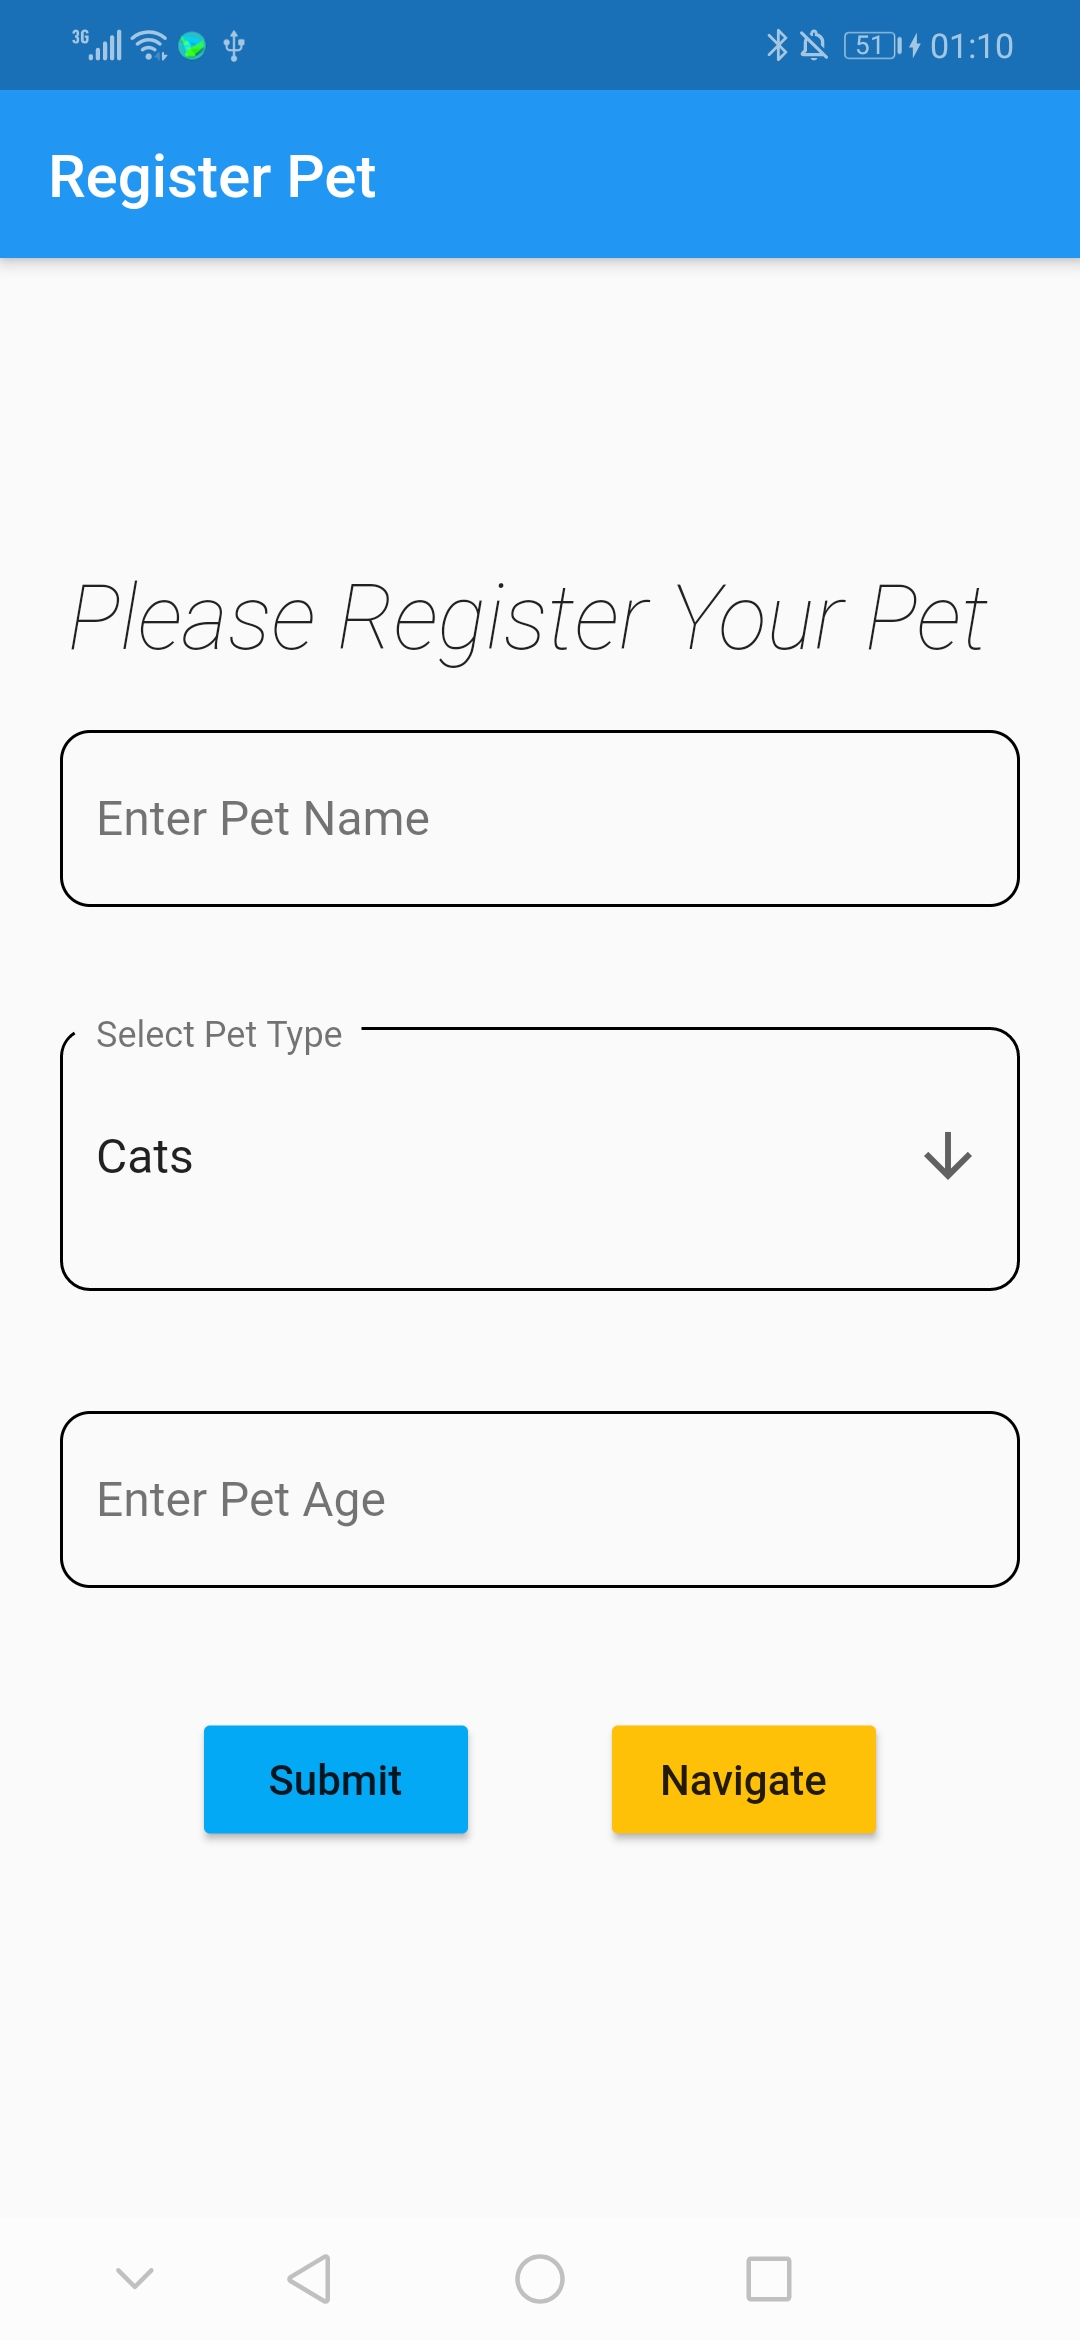 3G 51 01:10
Register Pet
Please Register Your Pet
Enter Pet Name
Select Pet Type
Cats
Enter Pet Age
Submit Navigate